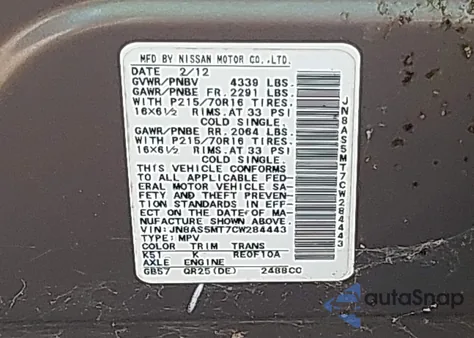 MFD BY NISSAN MOTOR CO.,LTD.
DATE 2/12
GVWR/PNBV 4339 LBS.
GAWR/PNBE FR. 2291 LBS.
WITH P215/70R16 TIRES.
16X6½ RIMS. AT 33 PSI
COLD SINGLE.
GAWR/PNBE RR. 2064 LBS.
WITH P215/70R16 TIRES.
16X6½ RIMS. AT 33 PSI
COLD SINGLE.
THIS VEHICLE CONFORMS
TO ALL APPLICABLE FED-
ERAL MOTOR VEHICLE SA-
FETY AND THEFT PREVEN-
TION STANDARDS IN EFF-
ECT ON THE DATE OF MA-
NUFACTURE SHOWN ABOVE.
VIN:JN8AS5MT7CW284443
TYPE: MPV
COLOR TRIM TRANS
K51 K RE0F10A
AXLE ENGINE
GB57 QR25(DE) 2488CC
JN8AS5MT7CW284443
autoSnap